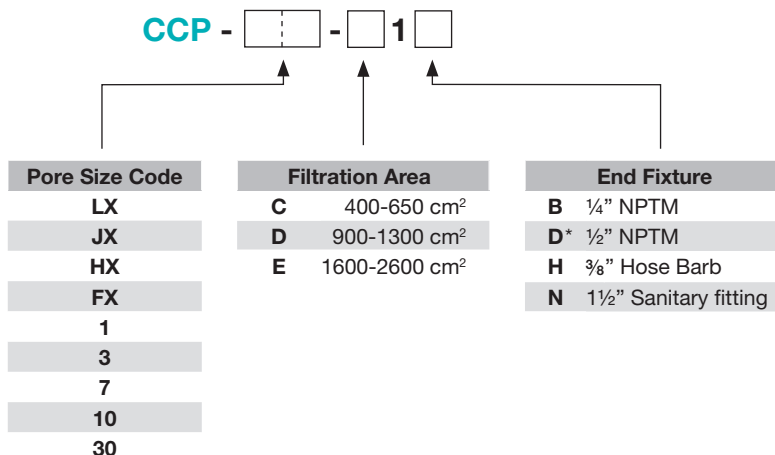 CCP - - 1
Pore Size Code
LX
JX
HX
FX
1
3
7
10
30
Filtration Area
C 400-650 cm²
D 900-1300 cm²
E 1600-2600 cm²
End Fixture
B ¼” NPTM
D* ½” NPTM
H ⅜” Hose Barb
N 1½” Sanitary fitting